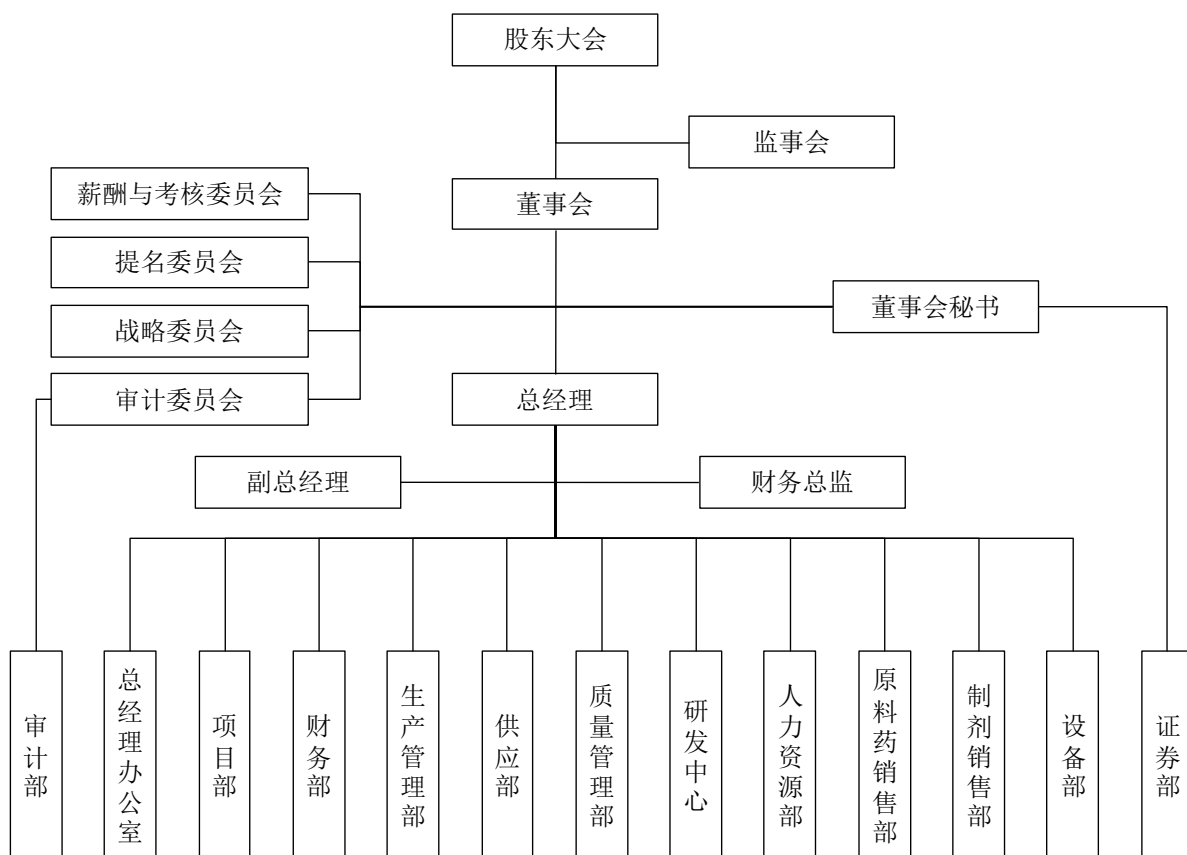 股东大会
监事会
董事会
薪酬与考核委员会
提名委员会
战略委员会
审计委员会
董事会秘书
总经理
副总经理
财务总监
审计部
总经理办公室
项目部
财务部
生产管理部
供应部
质量管理部
研发中心
人力资源部
原料药销售部
制剂销售部
设备部
证券部